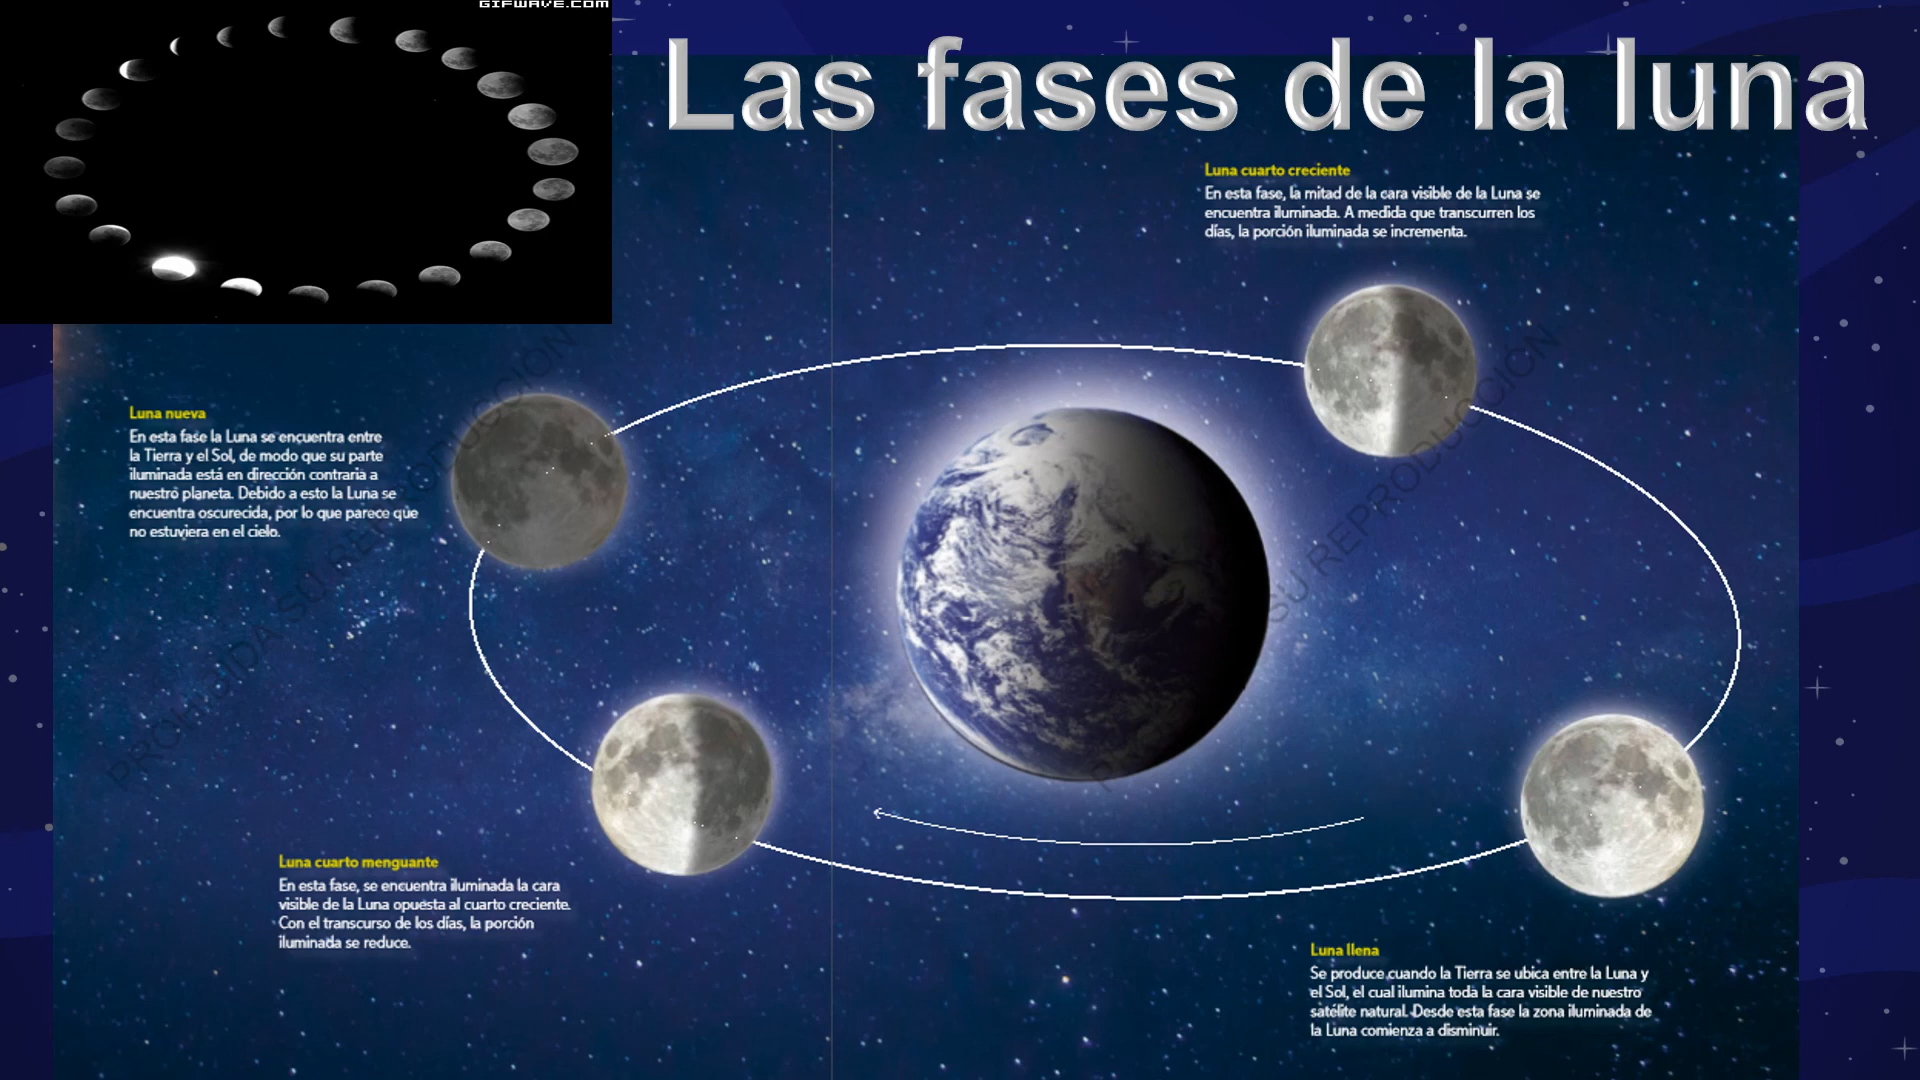 GIFWAVE.COM
Las fases de la luna
Luna cuarto creciente
En esta fase, la mitad de la cara visible de la Luna se
encuentra iluminada. A medida que transcurren los
días, la porción iluminada se incrementa.
Luna nueva
En esta fase la Luna se encuentra entre
la Tierra y el Sol, de modo que su parte
iluminada está en dirección contraria a
nuestro planeta. Debido a esto la Luna se
encuentra oscurecida, por lo que parece que
no estuviera en el cielo.
Luna cuarto menguante
En esta fase, se encuentra iluminada la cara
visible de la Luna opuesta al cuarto creciente.
Con el transcurso de los días, la porción
iluminada se reduce.
Luna llena
Se produce cuando la Tierra se ubica entre la Luna y
el Sol, el cual ilumina toda la cara visible de nuestro
satélite natural. Desde esta fase la zona iluminada de
la Luna comienza a disminuir.
PROHIBIDA SU REPRODUCCIÓN
SU REPRODUCCIÓN